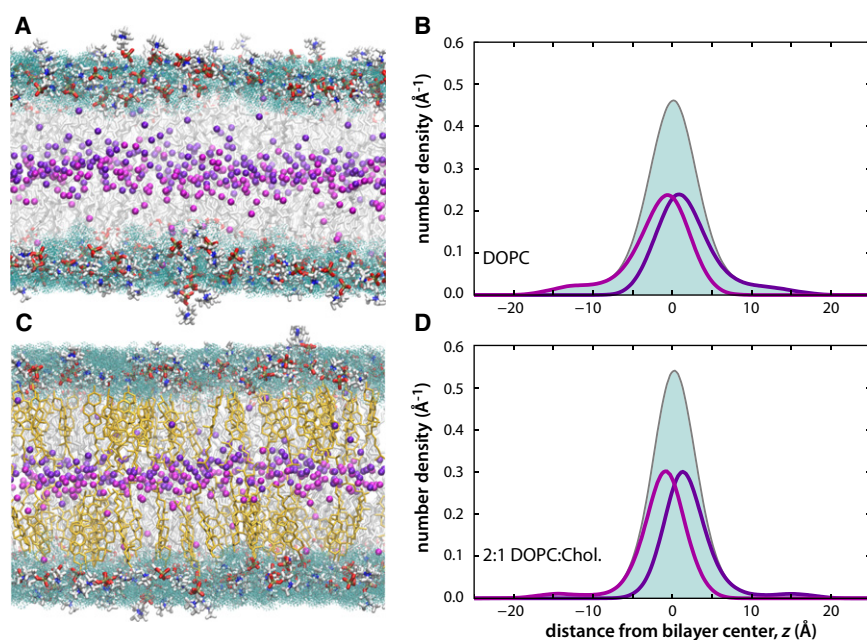 A
B
0.6
0.5
0.4
0.3
0.2
0.1
0.0
number density (Å-1)
DOPC
−20 −10 0 10 20
C
D
0.6
0.5
0.4
0.3
0.2
0.1
0.0
number density (Å-1)
2:1 DOPC:Chol.
−20 −10 0 10 20
distance from bilayer center, z (Å)